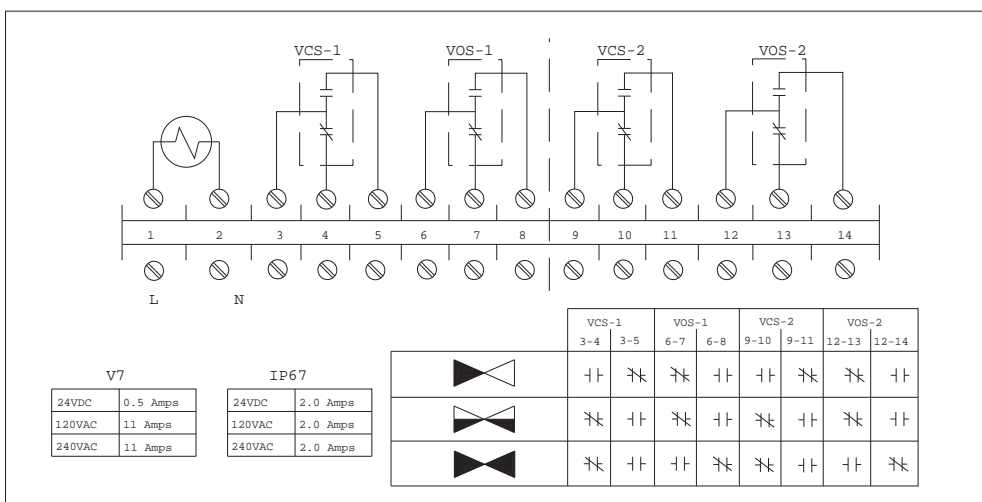 VCS-1 VOS-1 VCS-2 VOS-2
1 2 3 4 5 6 7 8 9 10 11 12 13 14
L N
VCS-1 VOS-1 VCS-2 VOS-2
3-4 3-5 6-7 6-8 9-10 9-11 12-13 12-14
V7
24VDC 0.5 Amps
120VAC 11 Amps
240VAC 11 Amps
IP67
24VDC 2.0 Amps
120VAC 2.0 Amps
240VAC 2.0 Amps